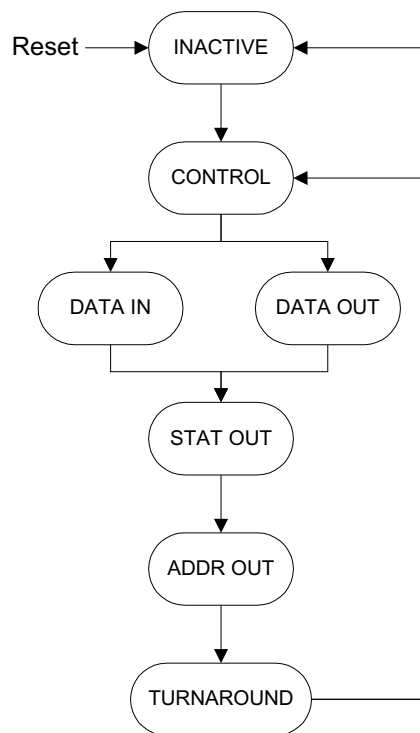 Reset
INACTIVE
CONTROL
DATA IN
DATA OUT
STAT OUT
ADDR OUT
TURNAROUND